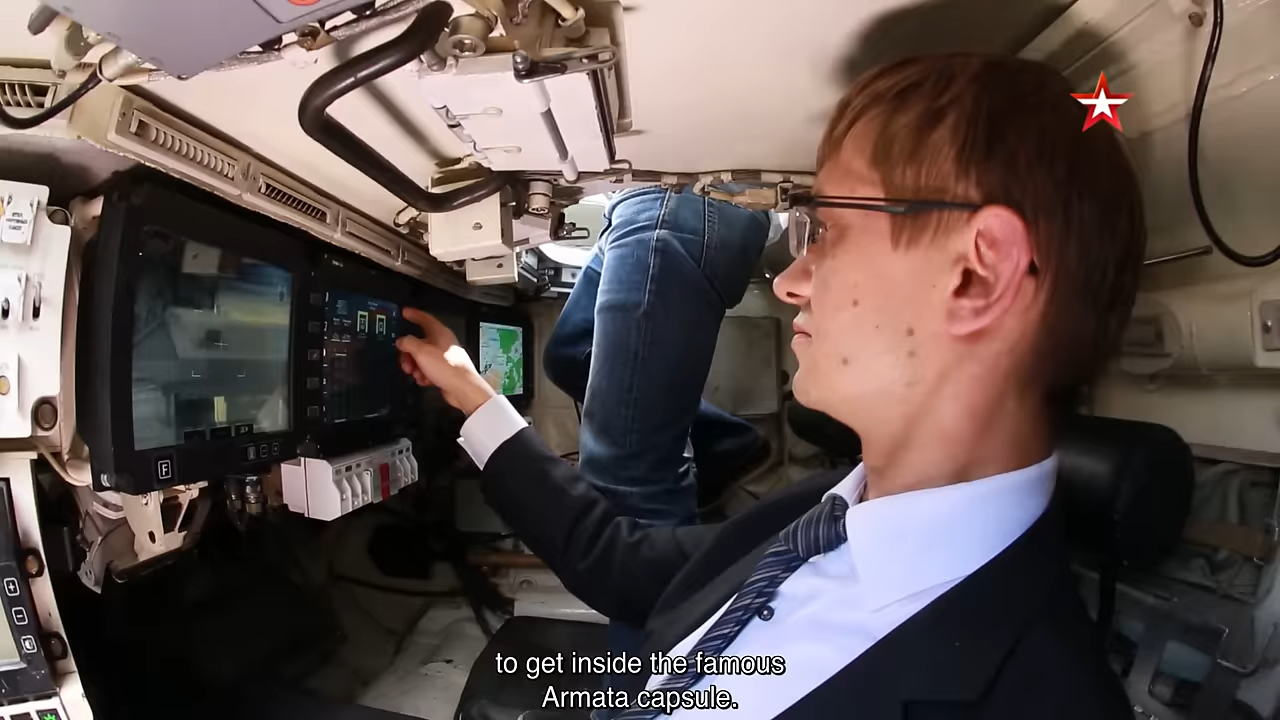 F
to get inside the famous
Armata capsule.